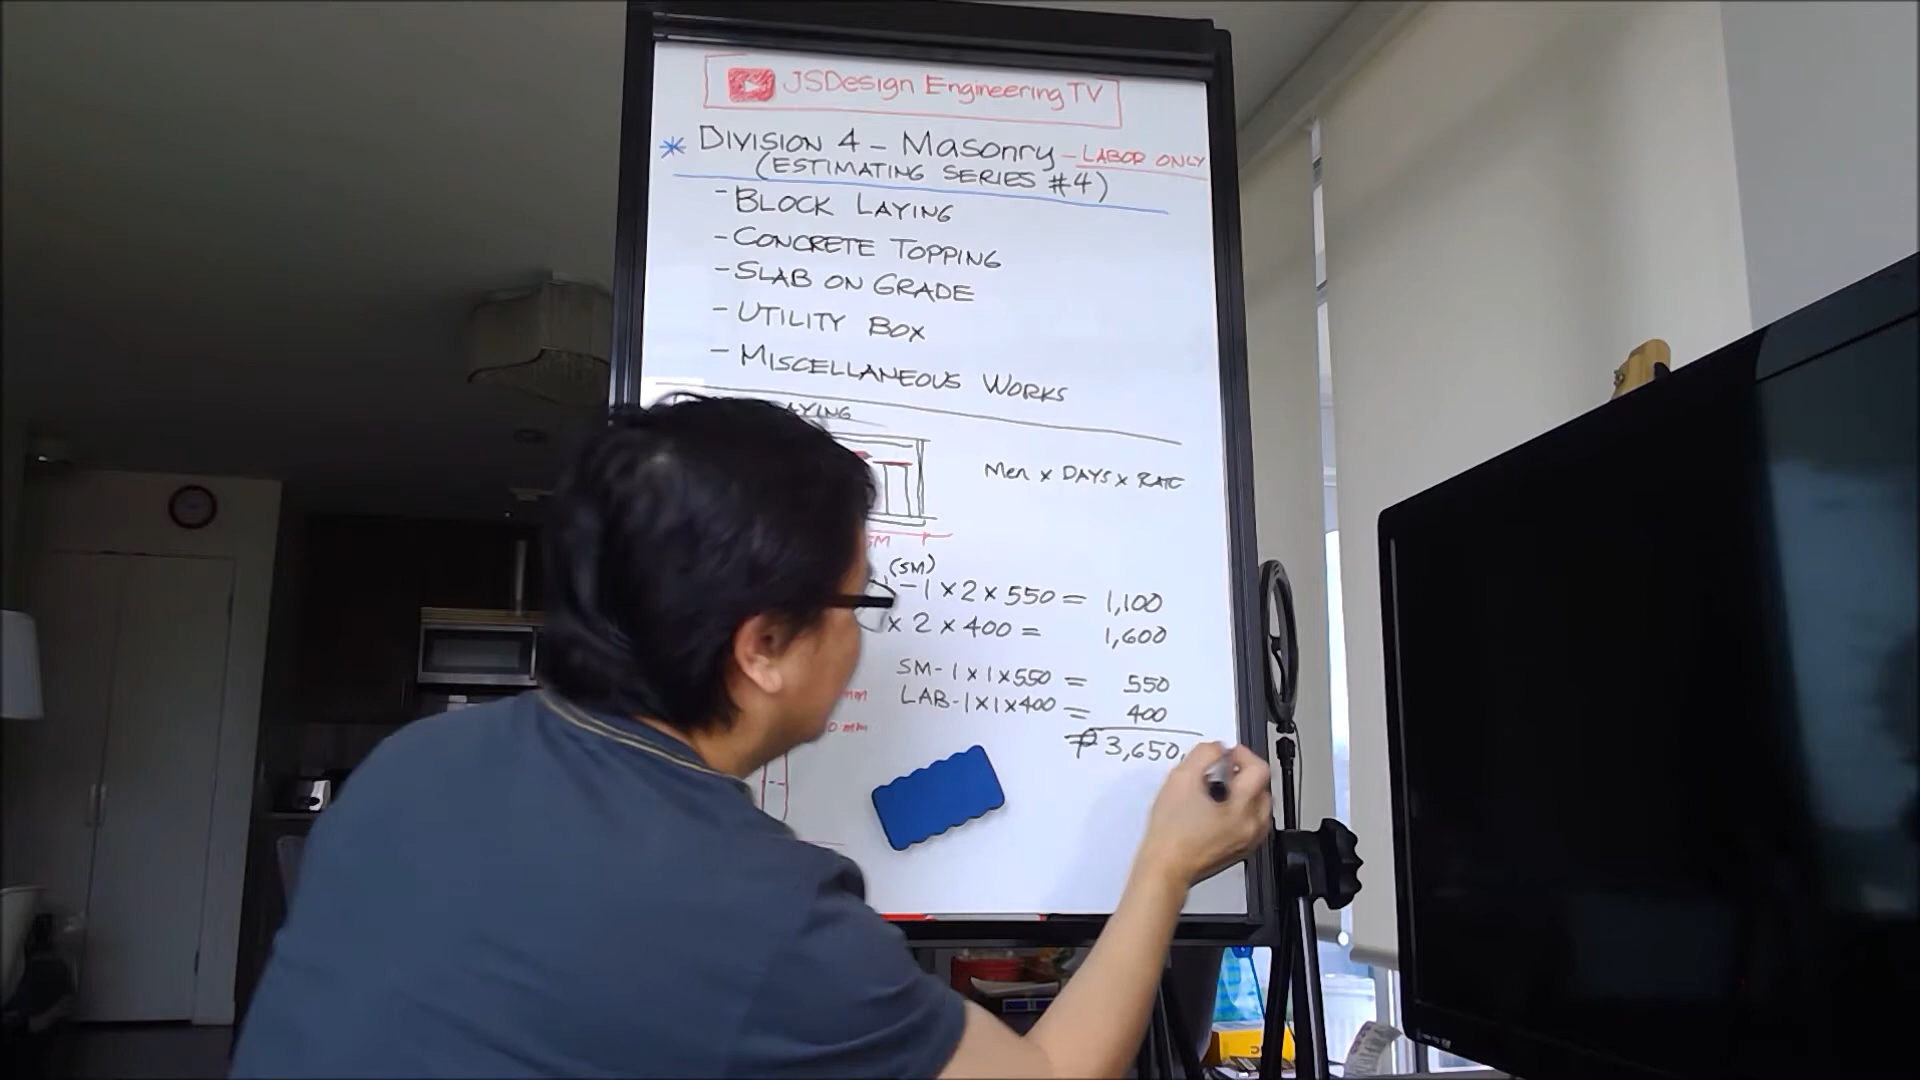 JSDesign Engineering TV
* DIVISION 4 - Masonry - LABOR ONLY
(ESTIMATING SERIES #4)
- BLOCK LAYING
- CONCRETE TOPPING
- SLAB ON GRADE
- UTILITY BOX
- MISCELLANEOUS WORKS
Men x DAYS x RATE
(SM)
- 1 x 2 x 550 = 1,100
x 2 x 400 = 1,600
SM - 1 x 1 x 550 = 550
LAB - 1 x 1 x 400 = 400
mm
mm
₱ 3,650.